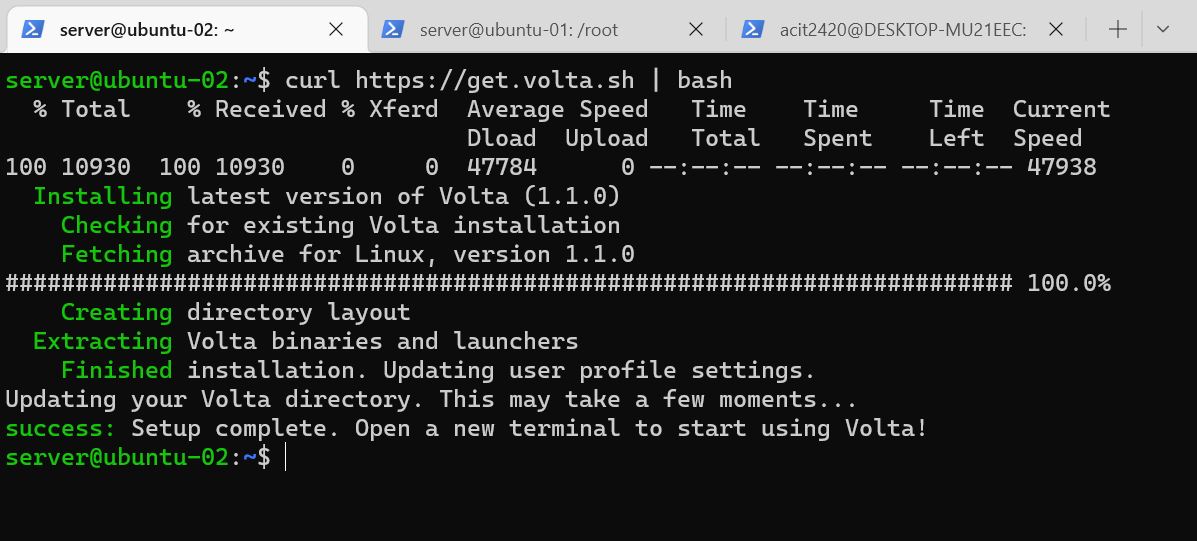 server@ubuntu-02: ~ server@ubuntu-01: /root acit2420@DESKTOP-MU21EEC:
server@ubuntu-02:~$ curl https://get.volta.sh | bash
  % Total    % Received % Xferd  Average Speed   Time    Time     Time  Current
                                 Dload  Upload   Total   Spent    Left  Speed
100 10930  100 10930    0     0  47784      0 --:--:-- --:--:-- --:--:-- 47938
  Installing latest version of Volta (1.1.0)
    Checking for existing Volta installation
    Fetching archive for Linux, version 1.1.0
######################################################################## 100.0%
    Creating directory layout
  Extracting Volta binaries and launchers
    Finished installation. Updating user profile settings.
Updating your Volta directory. This may take a few moments...
success: Setup complete. Open a new terminal to start using Volta!
server@ubuntu-02:~$